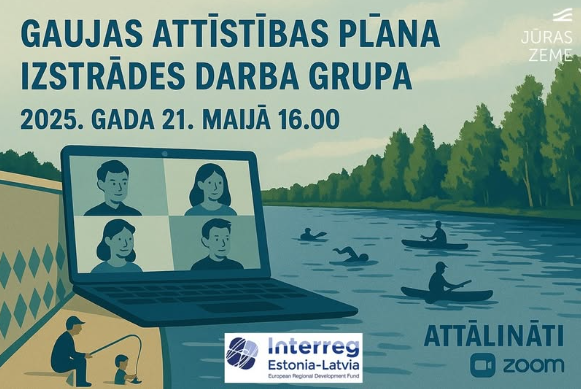 GAUJAS ATTĪSTĪBAS PLĀNA
IZSTRĀDES DARBA GRUPA
2025. GADA 21. MAIJĀ 16.00
JŪRAS
ZEME
Interreg
Estonia-Latvia
European Regional Development Fund
ATTĀLINĀTI
zoom